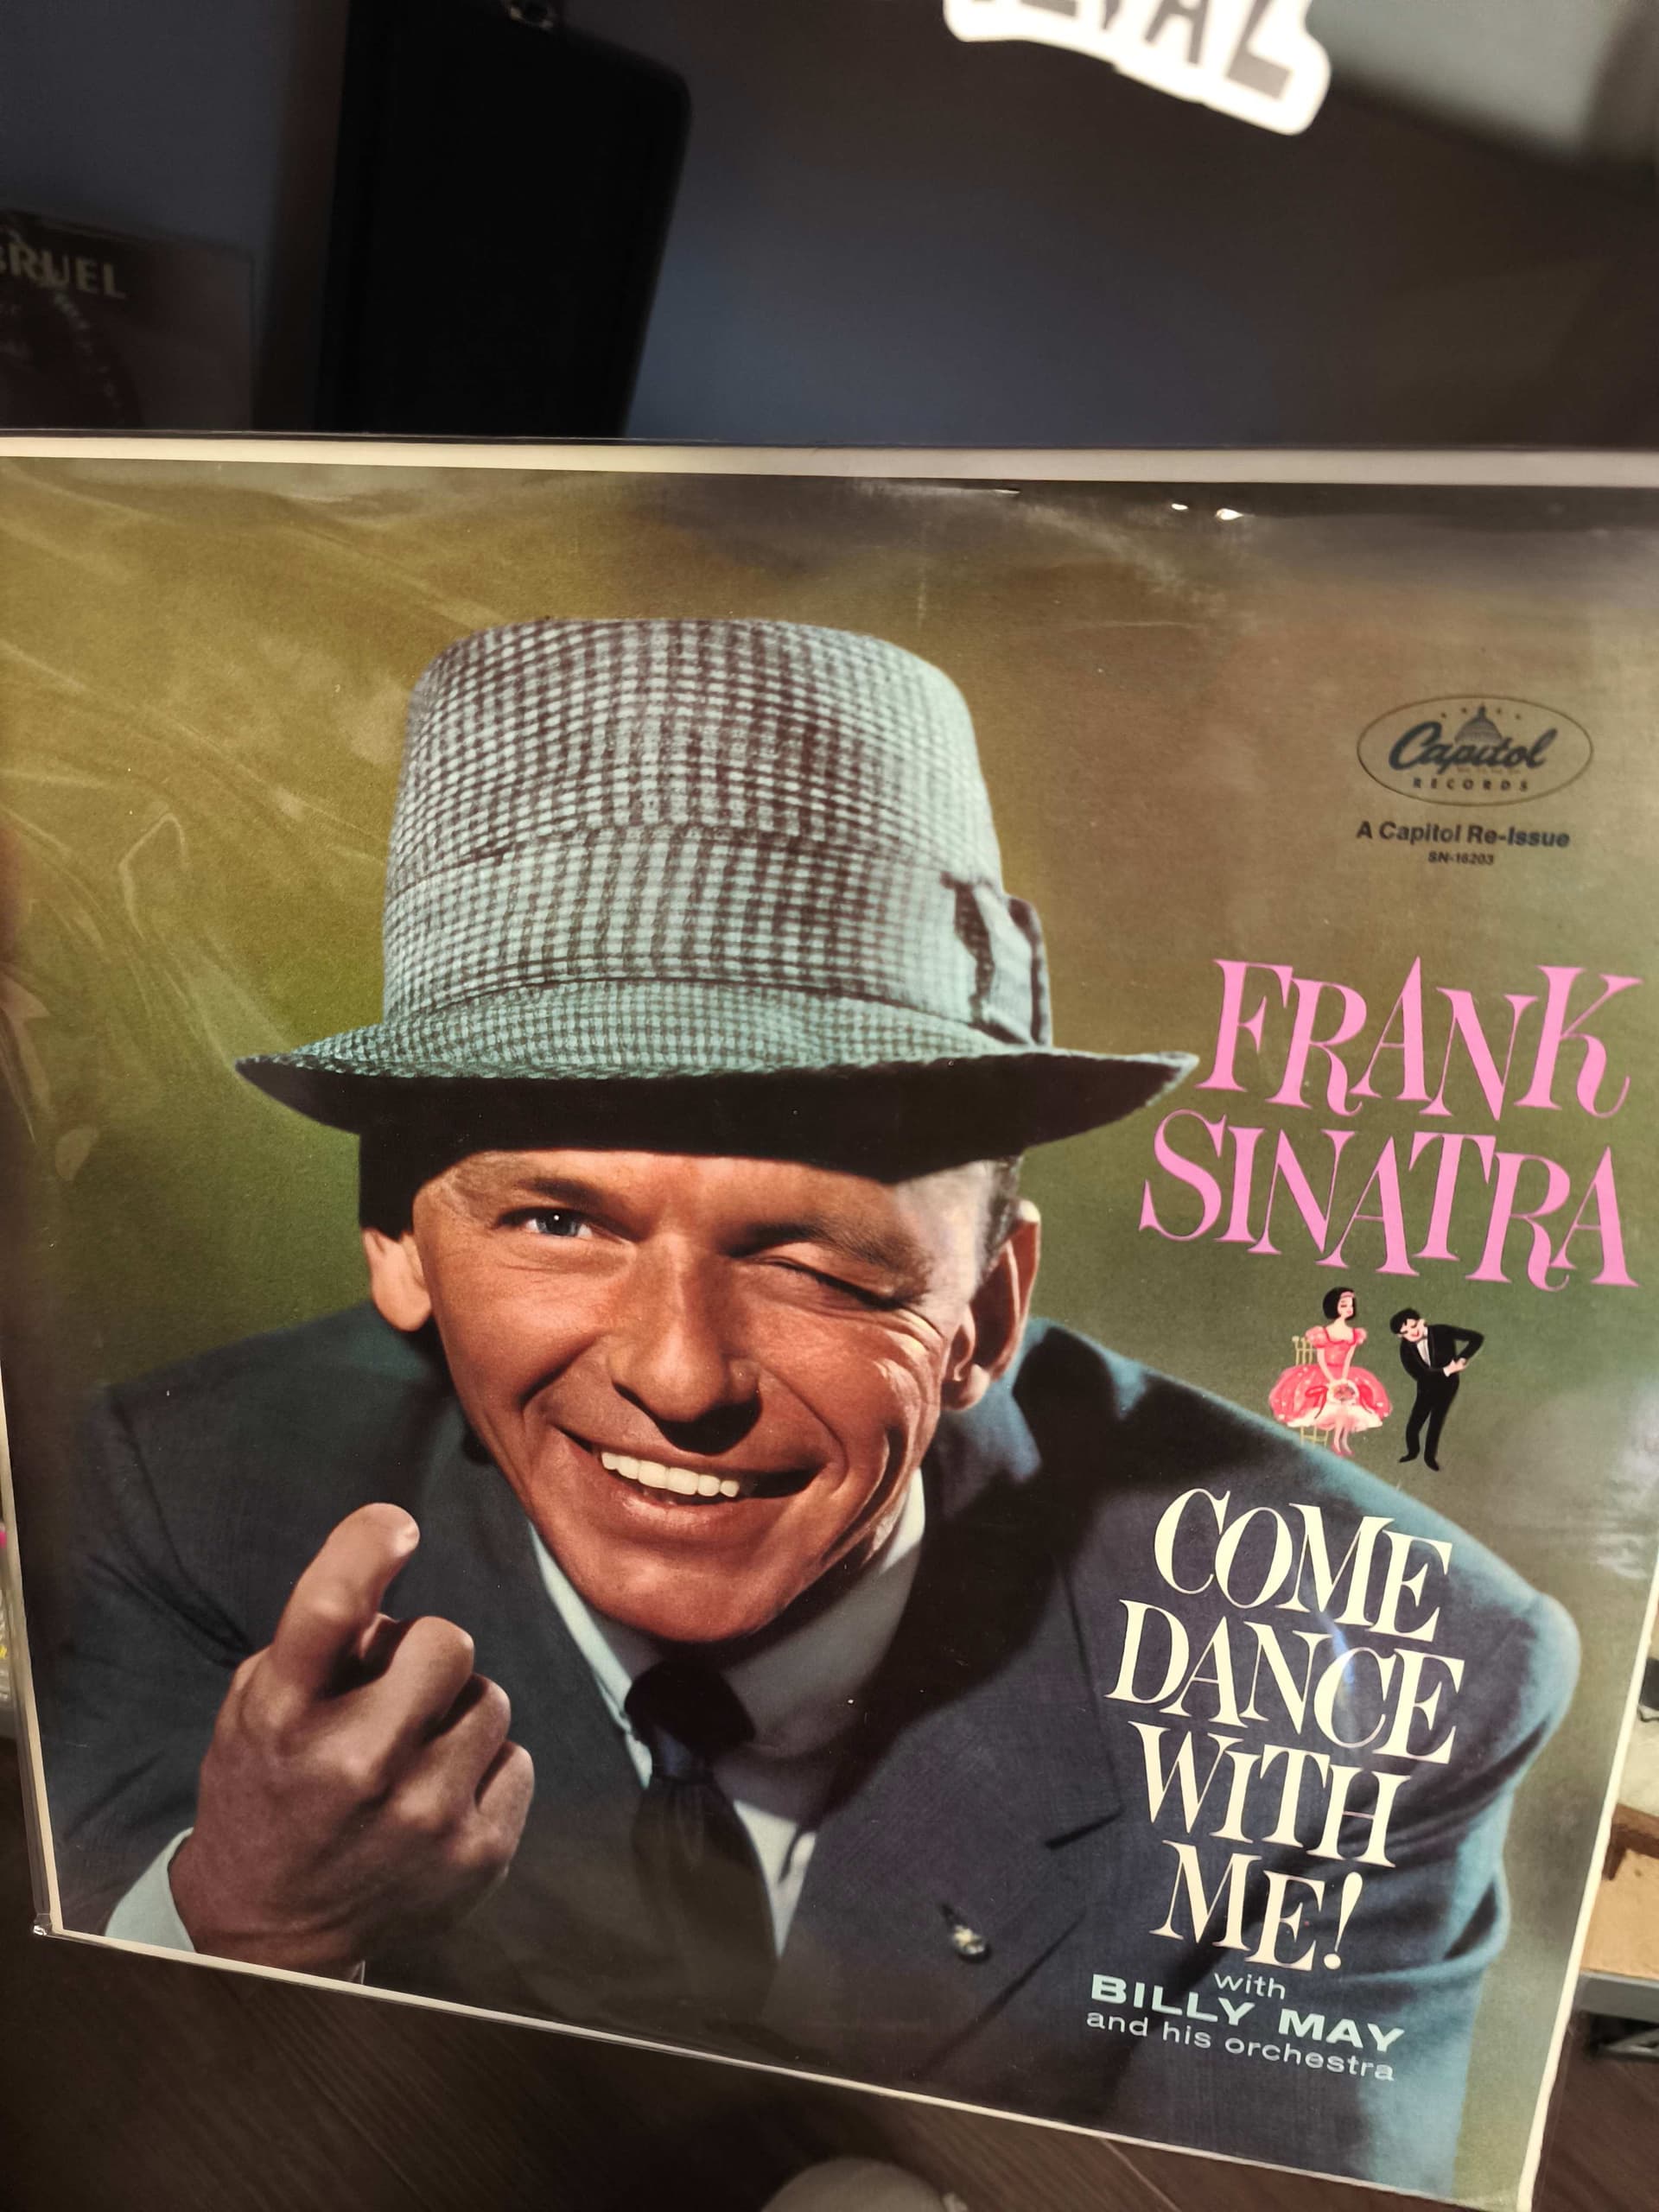 BRUEL
Capitol
RECORDS
A Capitol Re-Issue
SN-16203
FRANK
SINATRA
COME
DANCE
WITH
ME!
with
BILLY MAY
and his orchestra